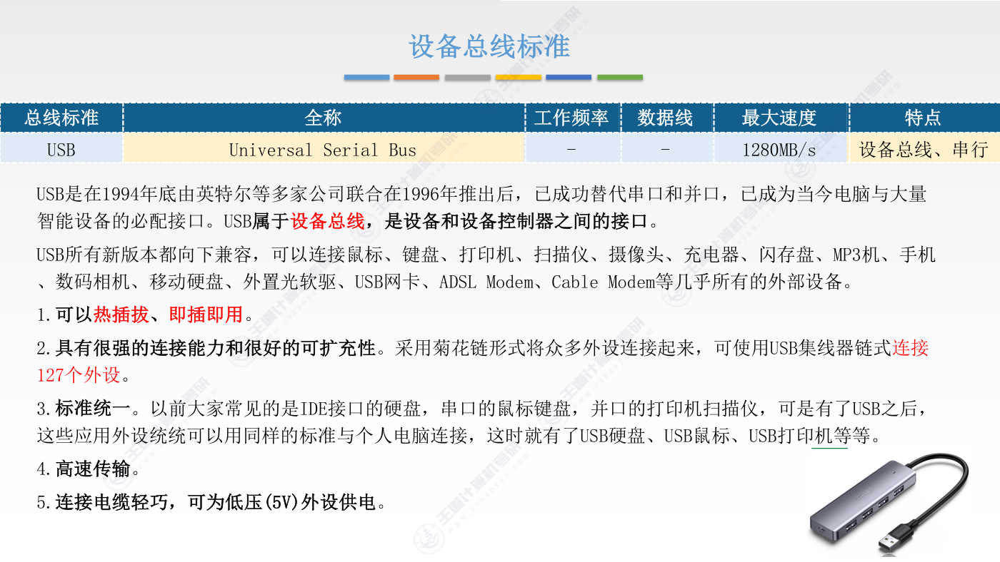 设备总线标准
总线标准 全称 工作频率 数据线 最大速度 特点
USB Universal Serial Bus - - 1280MB/s 设备总线、串行
USB是在1994年底由英特尔等多家公司联合在1996年推出后，已成功替代串口和并口，已成为当今电脑与大量
智能设备的必配接口。USB属于设备总线，是设备和设备控制器之间的接口。
USB所有新版本都向下兼容，可以连接鼠标、键盘、打印机、扫描仪、摄像头、充电器、闪存盘、MP3机、手机
、数码相机、移动硬盘、外置光软驱、USB网卡、ADSL Modem、Cable Modem等几乎所有的外部设备。
1.可以热插拔、即插即用。
2.具有很强的连接能力和很好的可扩充性。采用菊花链形式将众多外设连接起来，可使用USB集线器链式连接
127个外设。
3.标准统一。以前大家常见的是IDE接口的硬盘，串口的鼠标键盘，并口的打印机扫描仪，可是有了USB之后，
这些应用外设统统可以用同样的标准与个人电脑连接，这时就有了USB硬盘、USB鼠标、USB打印机等等。
4.高速传输。
5.连接电缆轻巧，可为低压(5V)外设供电。